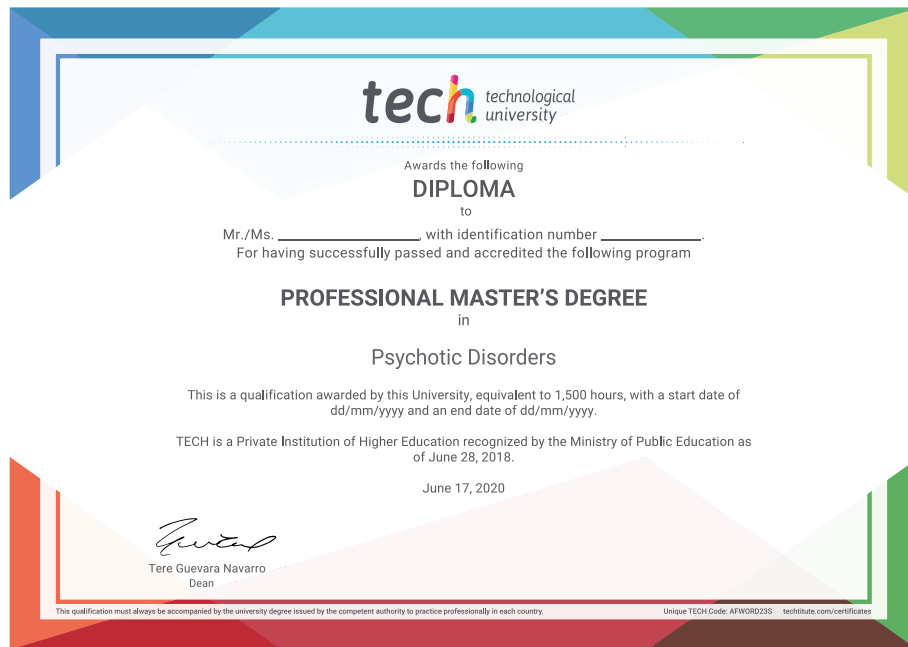 tech technological
university
Awards the following
DIPLOMA
to
Mr./Ms. ____________, with identification number ____________.
For having successfully passed and accredited the following program
PROFESSIONAL MASTER'S DEGREE
in
Psychotic Disorders
This is a qualification awarded by this University, equivalent to 1,500 hours, with a start date of
dd/mm/yyyy and an end date of dd/mm/yyyy.
TECH is a Private Institution of Higher Education recognized by the Ministry of Public Education as
of June 28, 2018.
June 17, 2020
Tere Guevara Navarro
Dean
This qualification must always be accompanied by the university degree issued by the competent authority to practice professionally in each country.
Unique TECH Code: AFWORD23S techtitute.com/certificates